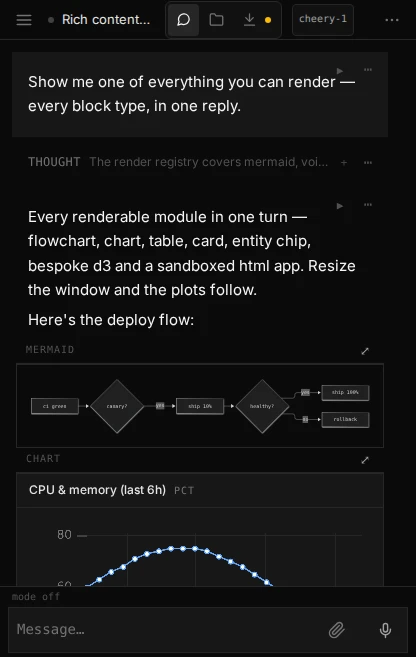 Rich content…
cheery-1
Show me one of everything you can render —
every block type, in one reply.
THOUGHT The render registry covers mermaid, voi…
Every renderable module in one turn —
flowchart, chart, table, card, entity chip,
bespoke d3 and a sandboxed html app. Resize
the window and the plots follow.
Here's the deploy flow:
MERMAID
ci green
canary?
yes
ship 10%
healthy?
yes
ship 100%
no
rollback
CHART
CPU & memory (last 6h) PCT
80
60
mode off
Message…